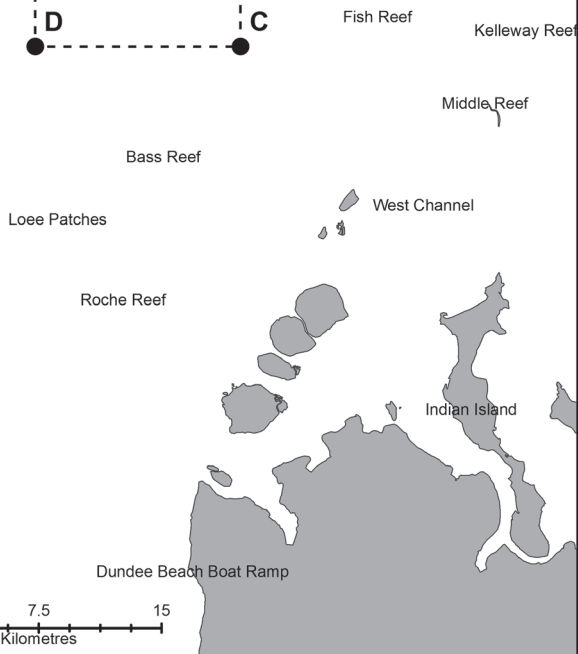 D
C
Fish Reef
Kelleway Reef
Middle Reef
Bass Reef
West Channel
Loee Patches
Roche Reef
Indian Island
Dundee Beach Boat Ramp
7.5 15
Kilometres